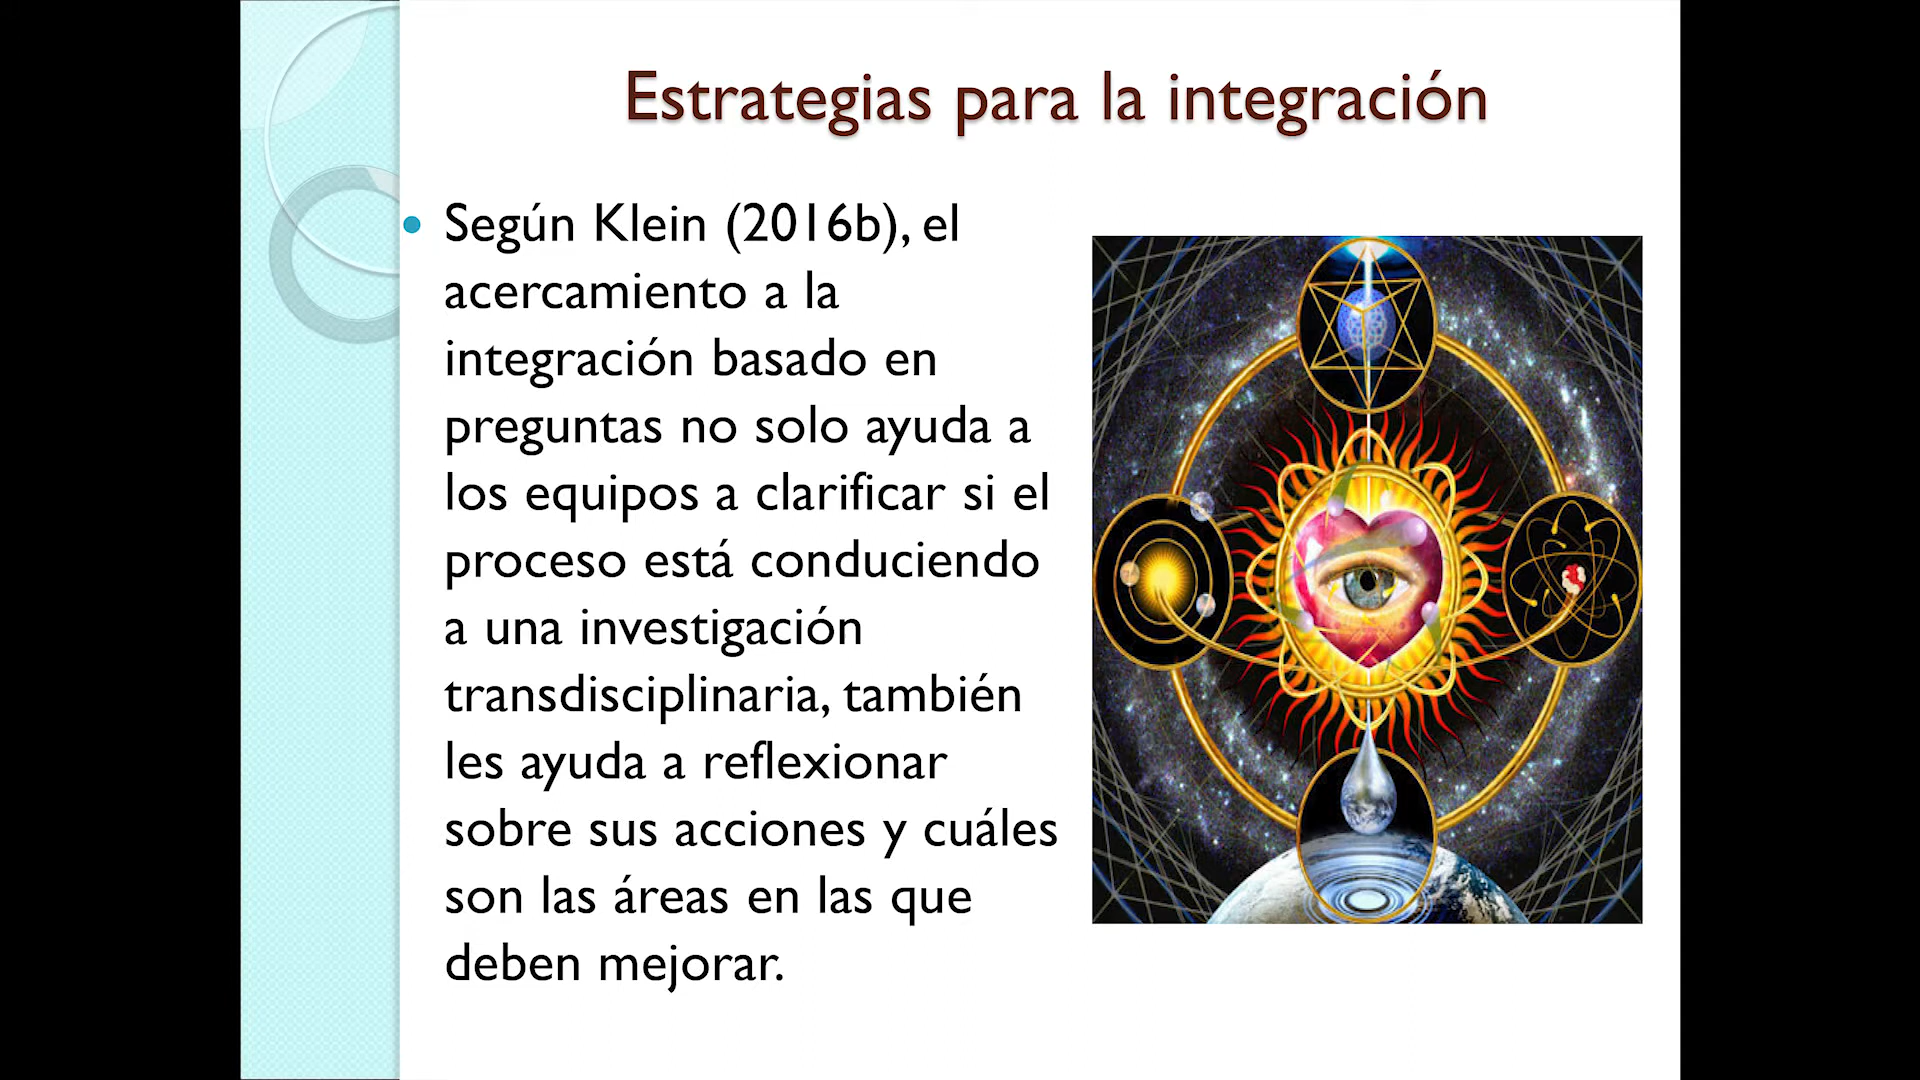 Estrategias para la integración
• Según Klein (2016b), el
acercamiento a la
integración basado en
preguntas no solo ayuda a
los equipos a clarificar si el
proceso está conduciendo
a una investigación
transdisciplinaria, también
les ayuda a reflexionar
sobre sus acciones y cuáles
son las áreas en las que
deben mejorar.